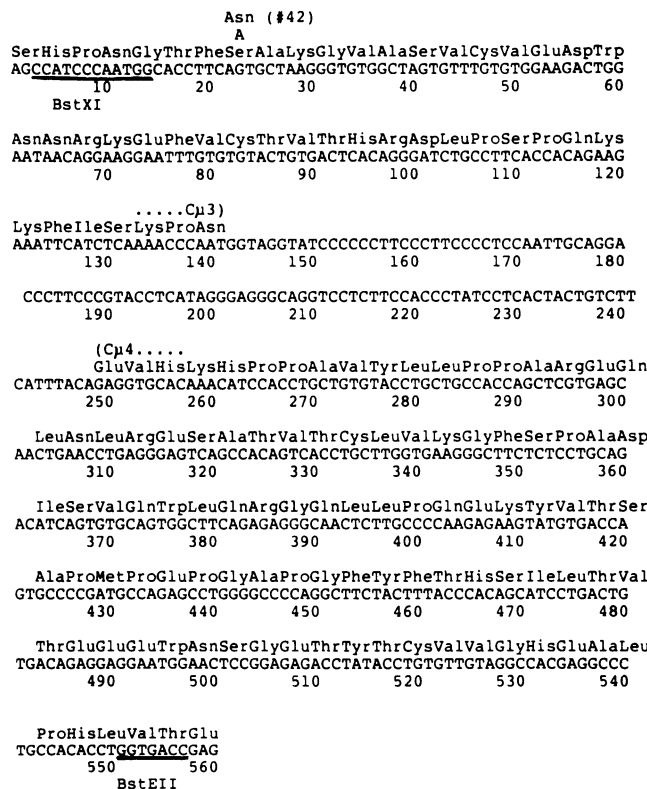 Asn (#42)
A
SerHisProAsnGlyThrPheSerAlaLysGlyValAlaSerValCysValGluAspTrp
AGCCATCCCAATGGCACCTTCAGTGCTAAGGGTGTGGCTAGTGTTTGTGTGGAAGACTGG
10 20 30 40 50 60
BstXI
AsnAsnArgLysGluPheValCysThrValThrHisArgAspLeuProSerProGlnLys
AATAACAGGAAGGAATTTGTGTGTACTGTGACTCACAGGGATCTGCCTTCACCACAGAAG
70 80 90 100 110 120
.....Cμ3)
LysPheIleSerLysProAsn
AAATTCATCTCAAAACCCAATGGTAGGTATCCCCCCTTCCCTTCCCCTCCAATTGCAGGA
130 140 150 160 170 180
CCCTTCCCGTACCTCATAGGGAGGGCAGGTCCTCTTCCACCCTATCCTCACTACTGTCTT
190 200 210 220 230 240
(Cμ4.....
GluValHisLysHisProProAlaValTyrLeuLeuProProAlaArgGluGln
CATTTACAGAGGTGCACAAACATCCACCTGCTGTGTACCTGCTGCCACCAGCTCGTGAGC
250 260 270 280 290 300
LeuAsnLeuArgGluSerAlaThrValThrCysLeuValLysGlyPheSerProAlaAsp
AACTGAACCTGAGGGAGTCAGCCACAGTCACCTGCTTGGTGAAGGGCTTCTCTCCTGCAG
310 320 330 340 350 360
IleSerValGlnTrpLeuGlnArgGlyGlnLeuLeuProGlnGluLysTyrValThrSer
ACATCAGTGTGCAGTGGCTTCAGAGAGGGCAACTCTTGCCCCAAGAGAAGTATGTGACCA
370 380 390 400 410 420
AlaProMetProGluProGlyAlaProGlyPheTyrPheThrHisSerIleLeuThrVal
GTGCCCCGATGCCAGAGCCTGGGGCCCCAGGCTTCTACTTTACCCACAGCATCCTGACTG
430 440 450 460 470 480
ThrGluGluGluTrpAsnSerGlyGluThrTyrThrCysValValGlyHisGluAlaLeu
TGACAGAGGAGGAATGGAACTCCGGAGAGACCTATACCTGTGTTGTAGGCCACGAGGCCC
490 500 510 520 530 540
ProHisLeuValThrGlu
TGCCACACCTGGTGACCGAG
550 560
BstEII